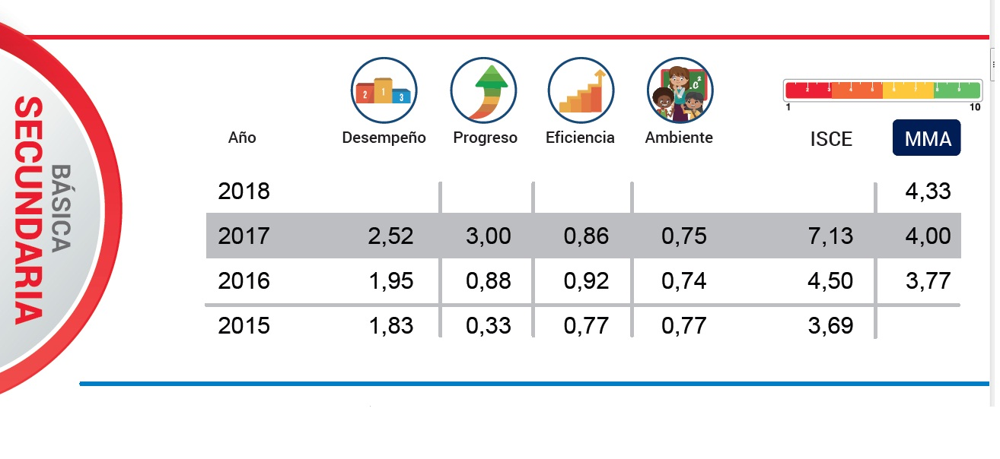 BÁSICA
SECUNDARIA
2 1 3
c²
2 3 4 5 6 7 8 9
1 10
Año Desempeño Progreso Eficiencia Ambiente ISCE MMA
2018 4,33
2017 2,52 3,00 0,86 0,75 7,13 4,00
2016 1,95 0,88 0,92 0,74 4,50 3,77
2015 1,83 0,33 0,77 0,77 3,69